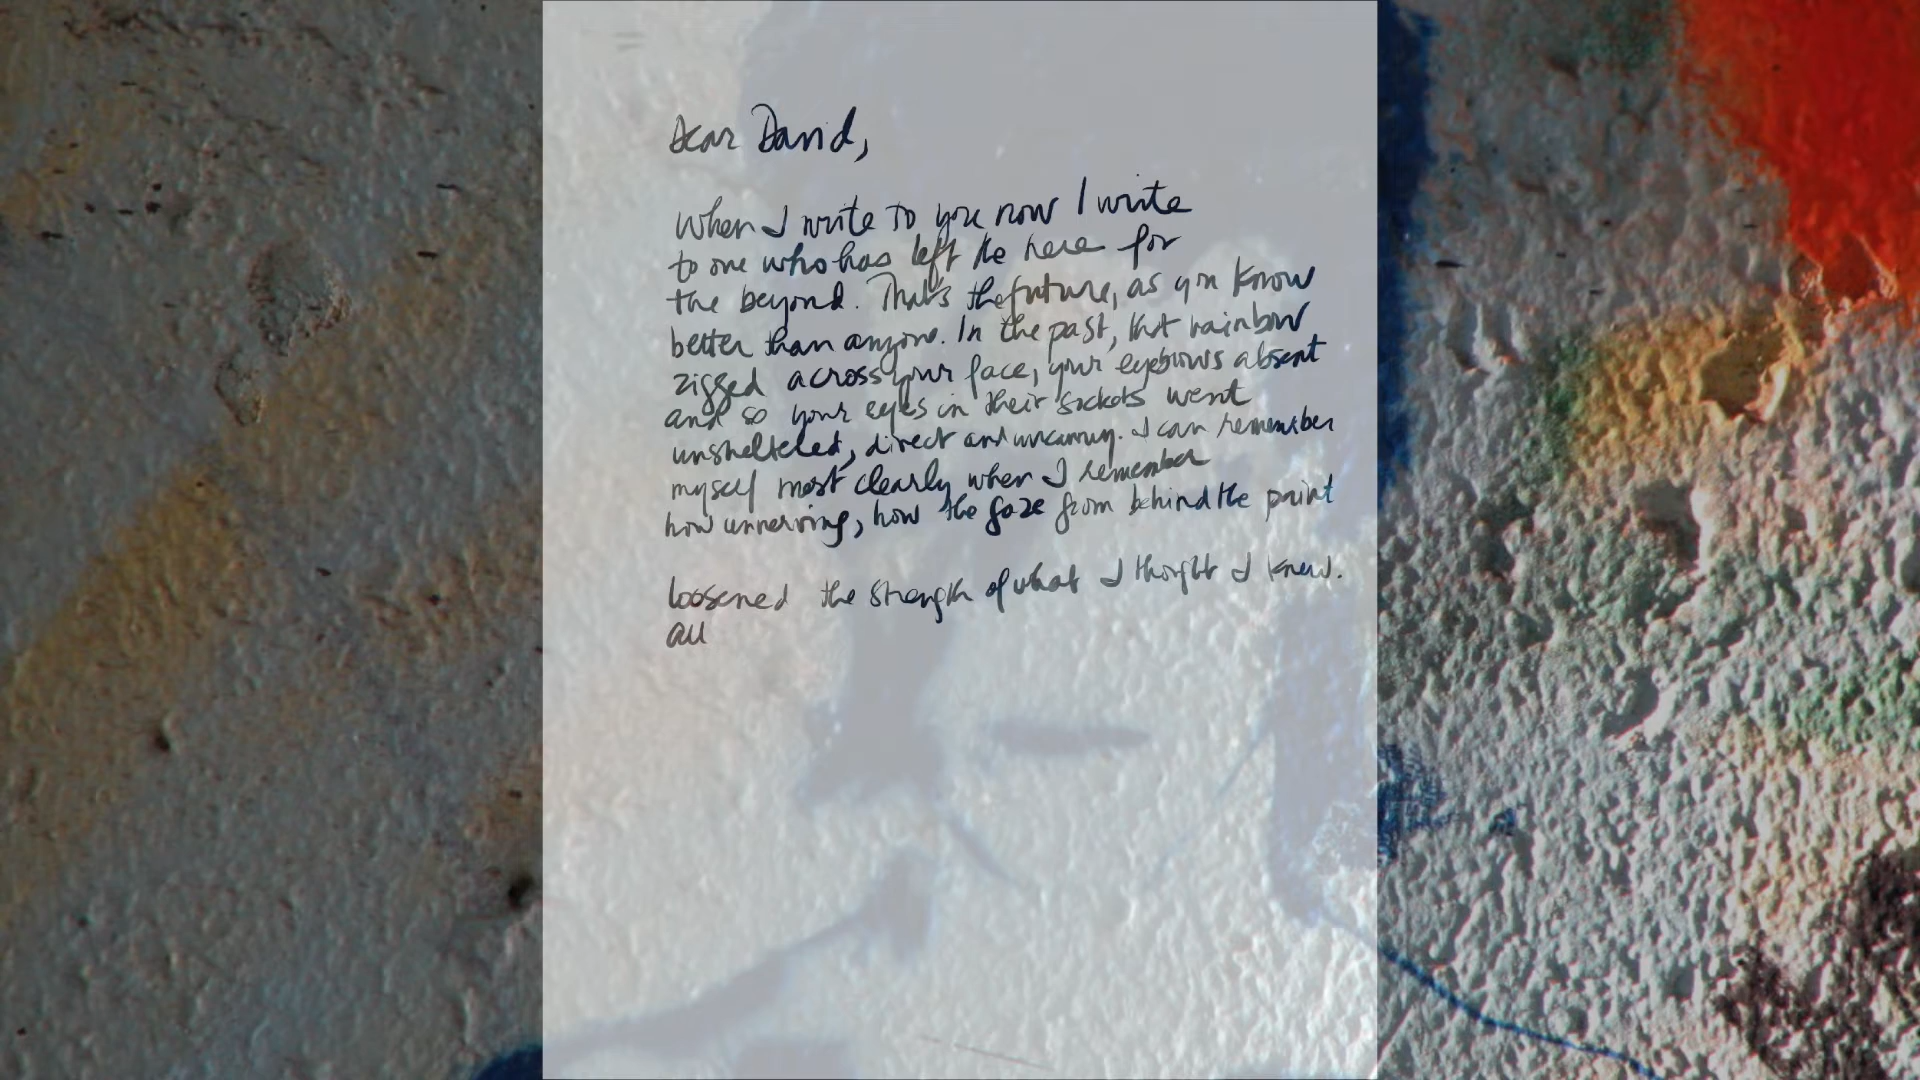 Dear David,
When I write to you now I write
to one who has left the here for
the beyond. That's the future, as you know
better than anyone. In the past, that rainbow
zigged across your face, your eyebrows absent
and so your eyes in their sockets went
unsheltered, direct and uncanny. I can remember
myself most clearly when I remember
how unnerving, how the gaze from behind the paint
loosened the strength of what I thought I knew.
All